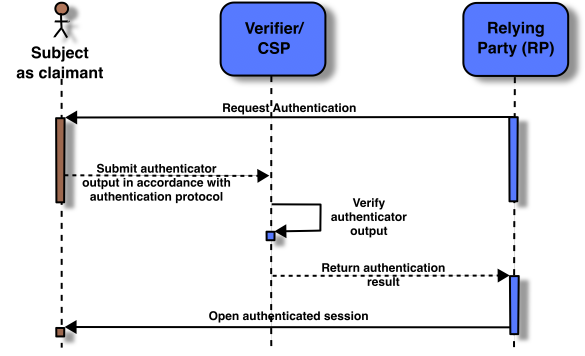 Subject
as claimant
Verifier/
CSP
Relying
Party (RP)
Request Authentication
Submit authenticator
output in accordance with
authentication protocol
Verify
authenticator
output
Return authentication
result
Open authenticated session